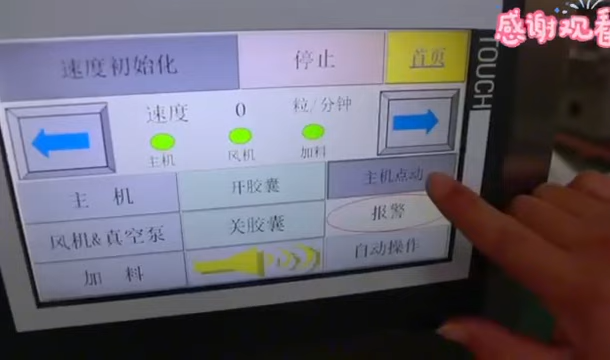 感谢观看
TOUCH
速度初始化
停止
首页
速度 0 粒/分钟
主机 风机 加料
主 机
开胶囊
主机点动
风机&真空泵
关胶囊
报警
加 料
自动操作